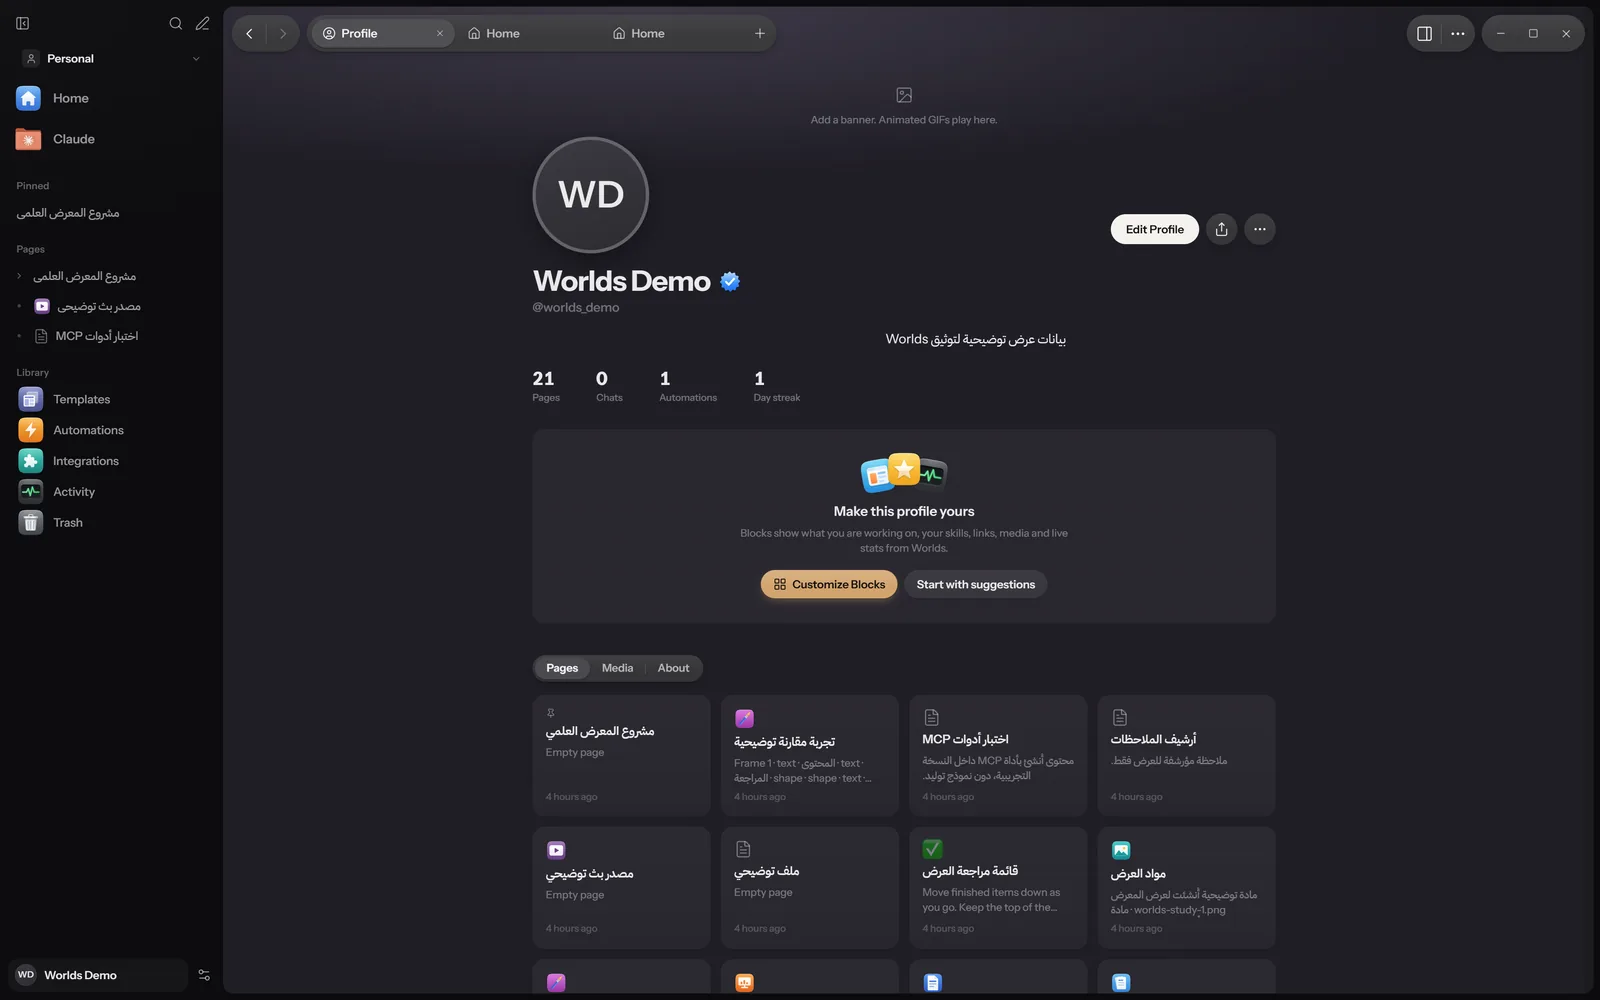 Personal
Home
Claude
Pinned
مشروع المعرض العلمي
Pages
مشروع المعرض العلمي
مصدر بث توضيحي
اختبار أدوات MCP
Library
Templates
Automations
Integrations
Activity
Trash
WD
Worlds Demo
Profile
Home
Home
Add a banner. Animated GIFs play here.
WD
Edit Profile
Worlds Demo
@worlds_demo
بيانات عرض توضيحية لتوثيق Worlds
21
Pages
0
Chats
1
Automations
1
Day streak
Make this profile yours
Blocks show what you are working on, your skills, links, media and live
stats from Worlds.
Customize Blocks
Start with suggestions
Pages
Media
About
مشروع المعرض العلمي
Empty page
4 hours ago
تجربة مقارنة توضيحية
Frame 1 · text · المحتوى · text ·
المراجعة · shape · shape · text ·...
4 hours ago
اختبار أدوات MCP
محتوى أنشئ بأداة MCP داخل النسخة
التجريبية، دون نموذج توليد.
4 hours ago
أرشيف الملاحظات
ملاحظة مؤرشفة للعرض فقط.
4 hours ago
مصدر بث توضيحي
Empty page
4 hours ago
ملف توضيحي
Empty page
4 hours ago
قائمة مراجعة العرض
Move finished items down as
you go. Keep the top of the...
4 hours ago
مواد العرض
مادة توضيحية أنشئت لعرض المعرض
مادة · worlds-study-1.png
4 hours ago